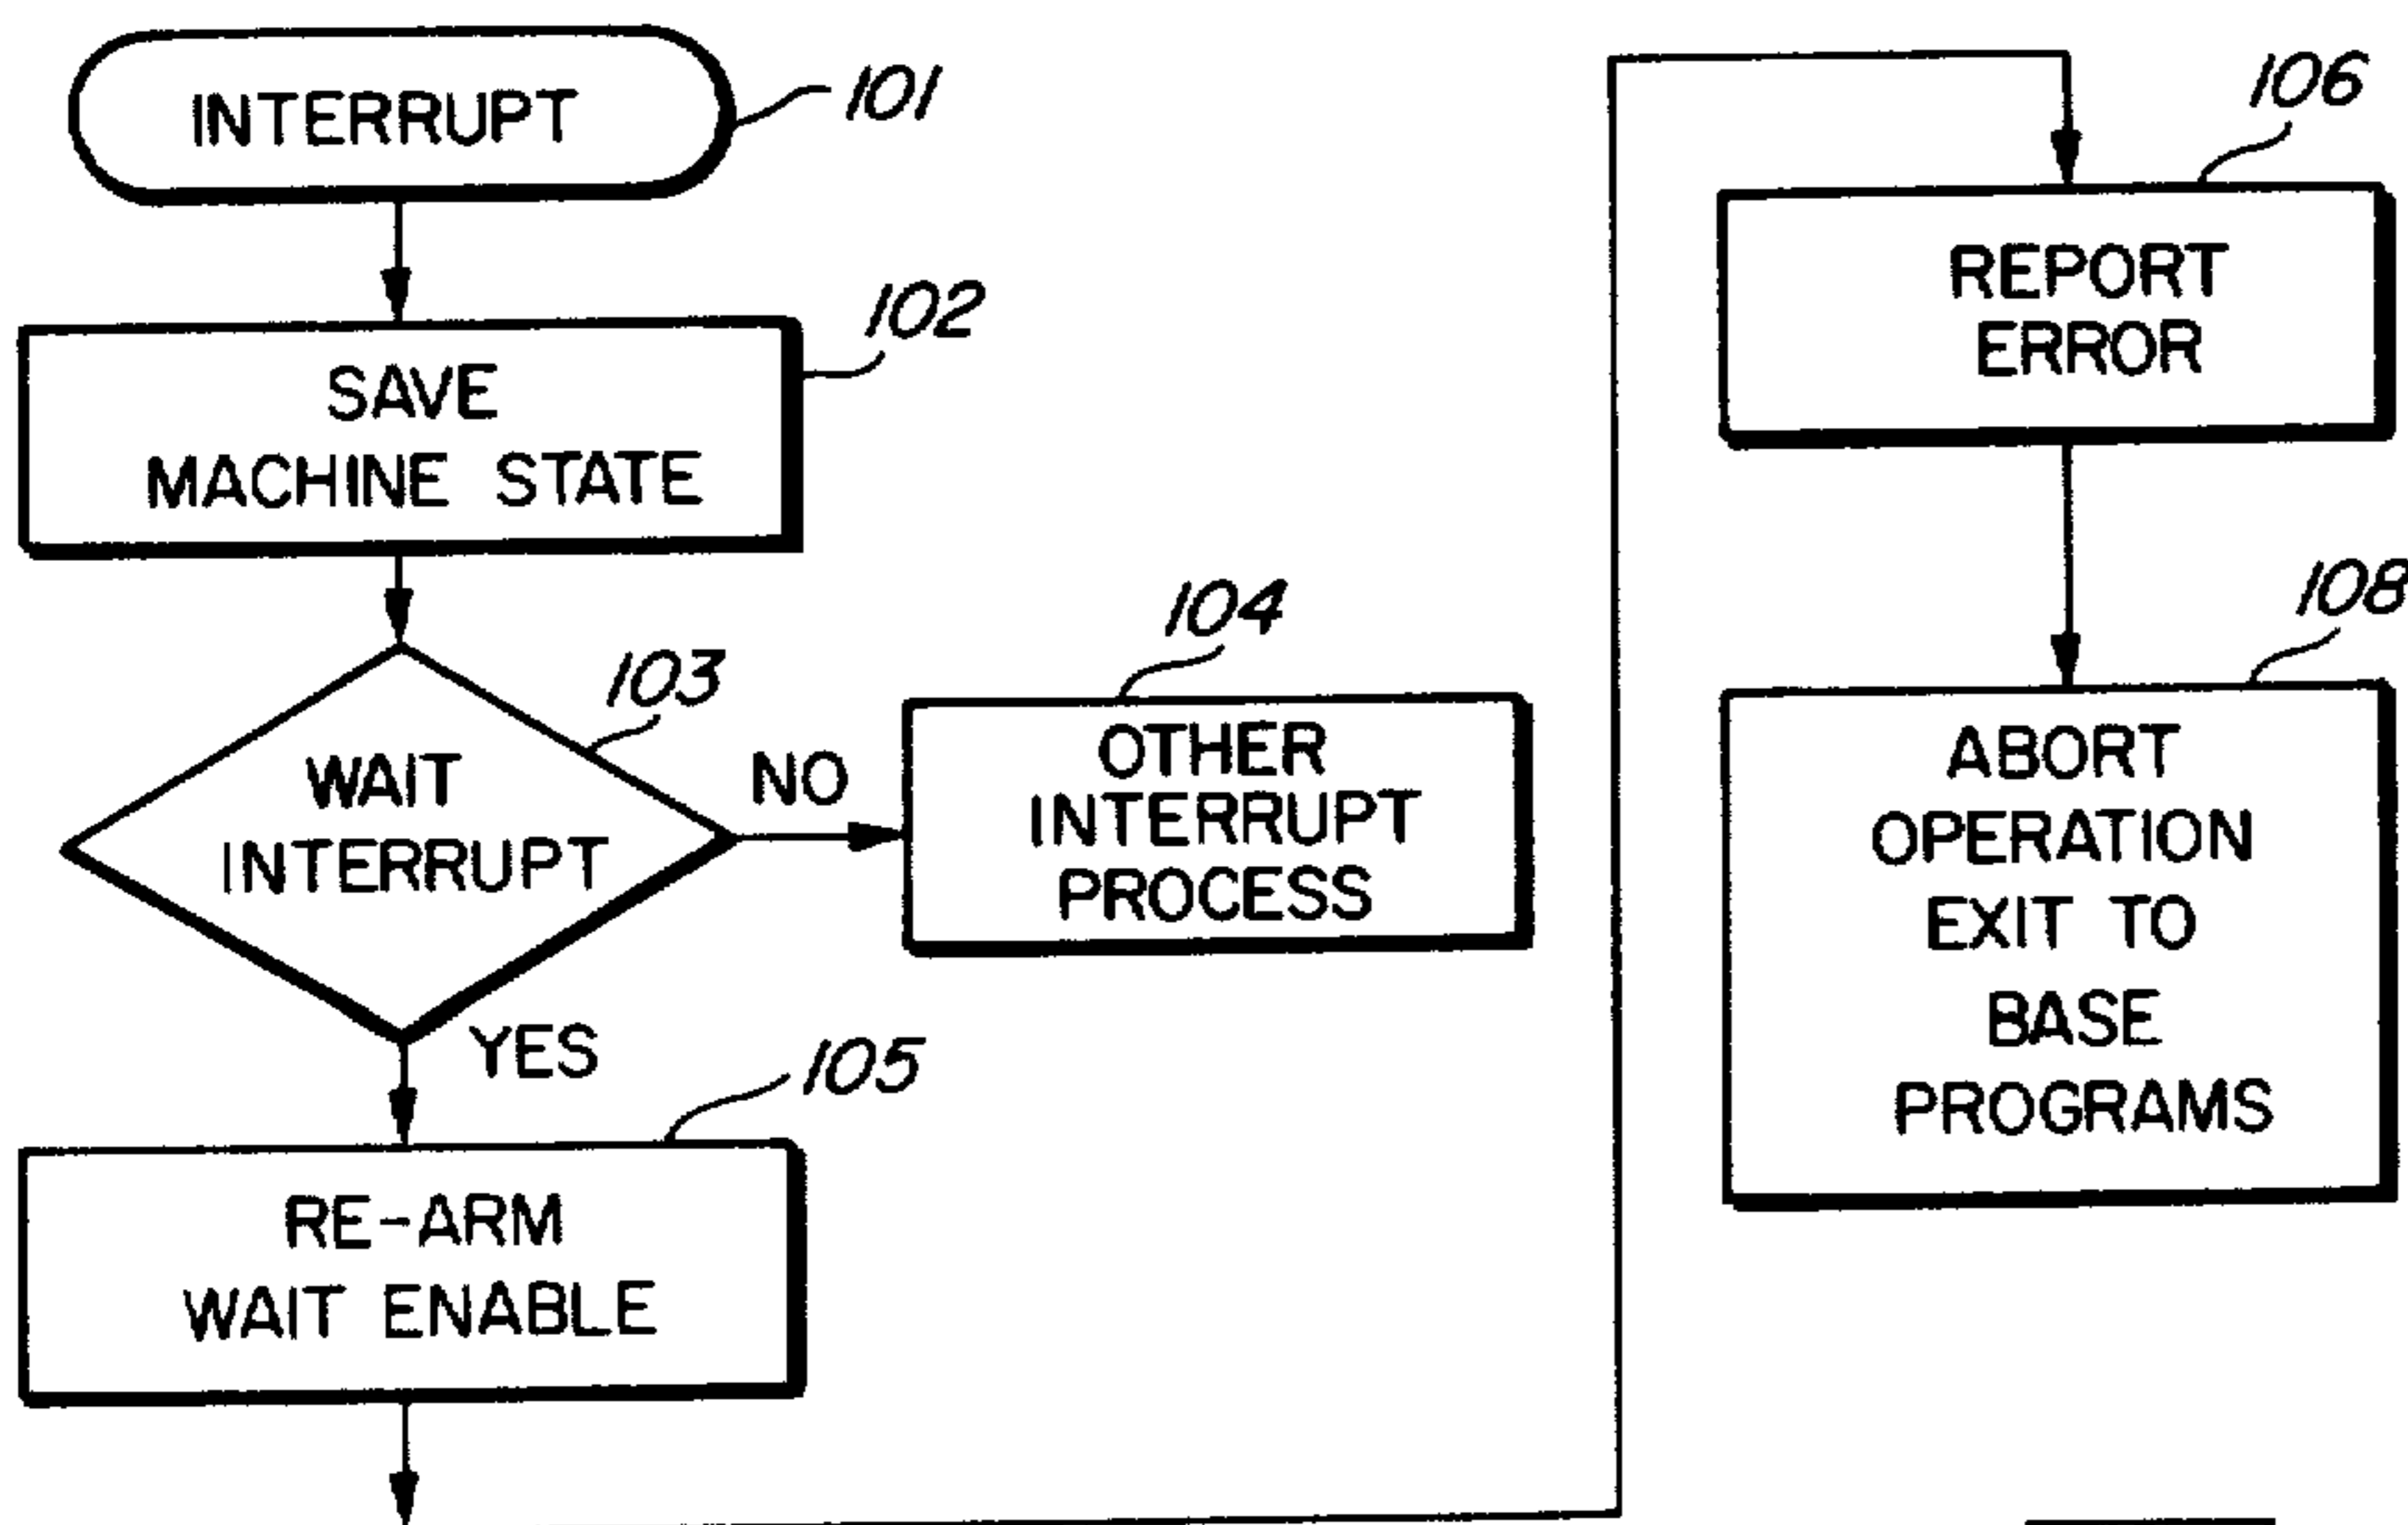 INTERRUPT
101
SAVE
MACHINE STATE
102
WAIT
INTERRUPT
103
NO
YES
OTHER
INTERRUPT
PROCESS
104
RE-ARM
WAIT ENABLE
105
REPORT
ERROR
106
ABORT
OPERATION
EXIT TO
BASE
PROGRAMS
108